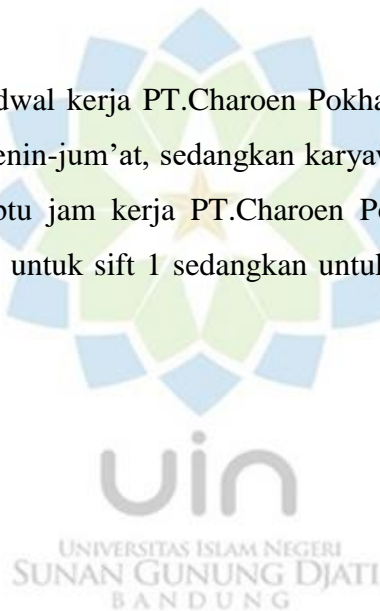 dwal kerja PT.Charoen Pokha
enin-jum’at, sedangkan karyaw
btu jam kerja PT.Charoen Po
untuk sift 1 sedangkan untuk
uin
UNIVERSITAS ISLAM NEGERI
SUNAN GUNUNG DJATI
BANDUNG